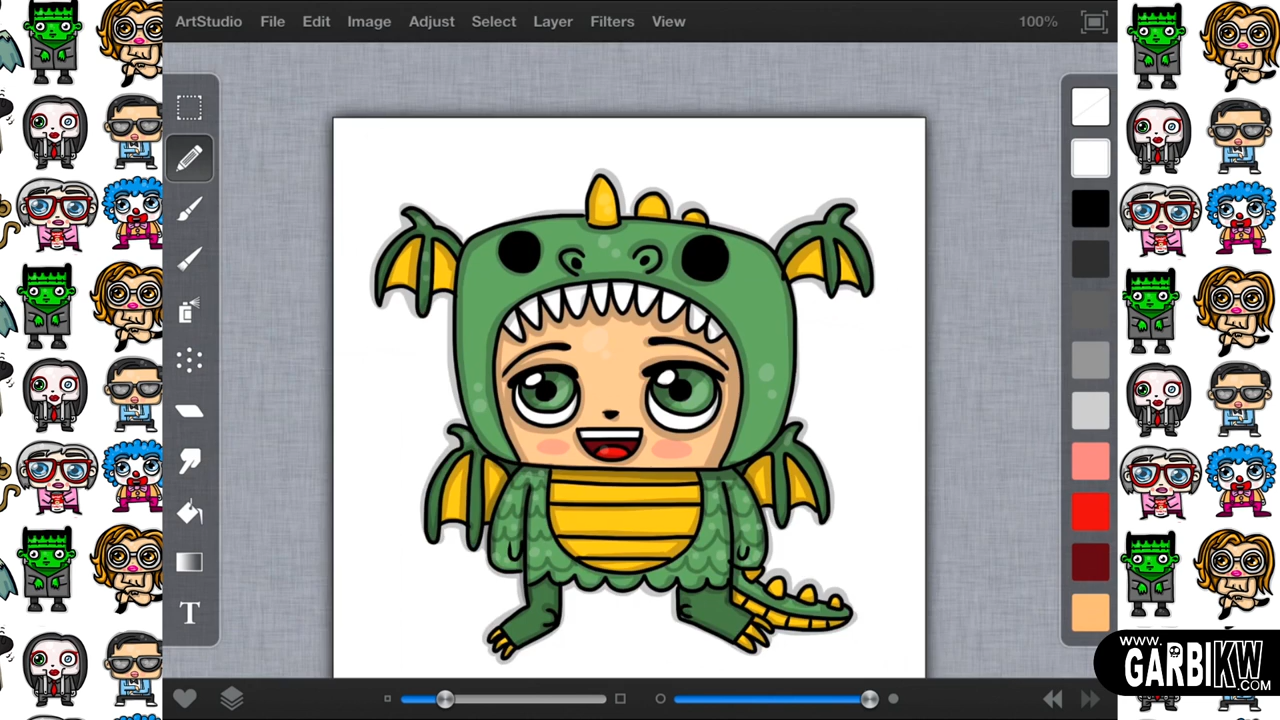 ArtStudio File Edit Image Adjust Select Layer Filters View 100%
T
WWW.
GARBIKW
.COM